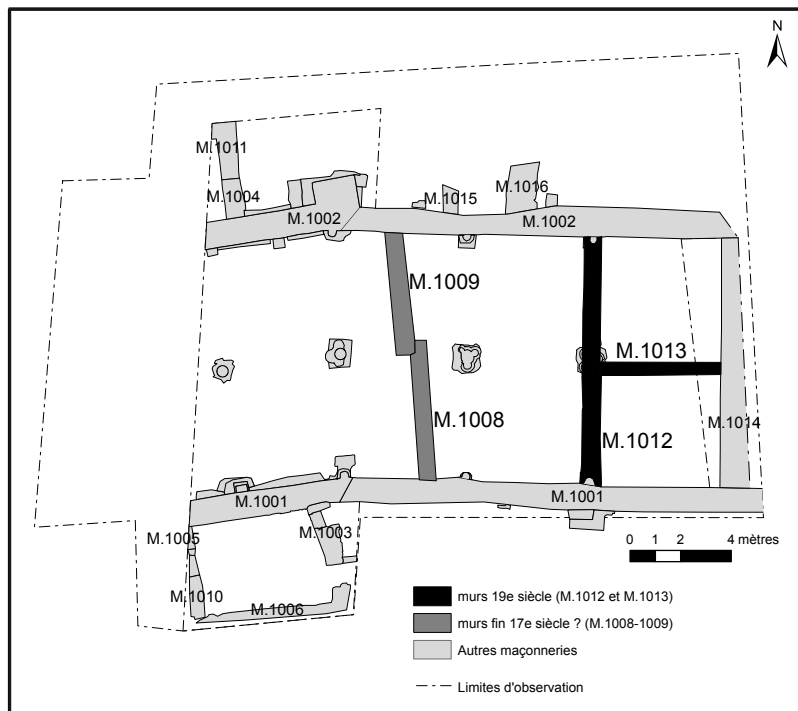 N
M.1011
M.1004
M.1002
M.1015
M.1016
M.1002
M.1009
M.1013
M.1008
M.1012
M.1014
M.1001
M.1001
M.1005
M.1003
M.1010
M.1006
0 1 2 4 mètres
murs 19e siècle (M.1012 et M.1013)
murs fin 17e siècle ? (M.1008-1009)
Autres maçonneries
Limites d'observation